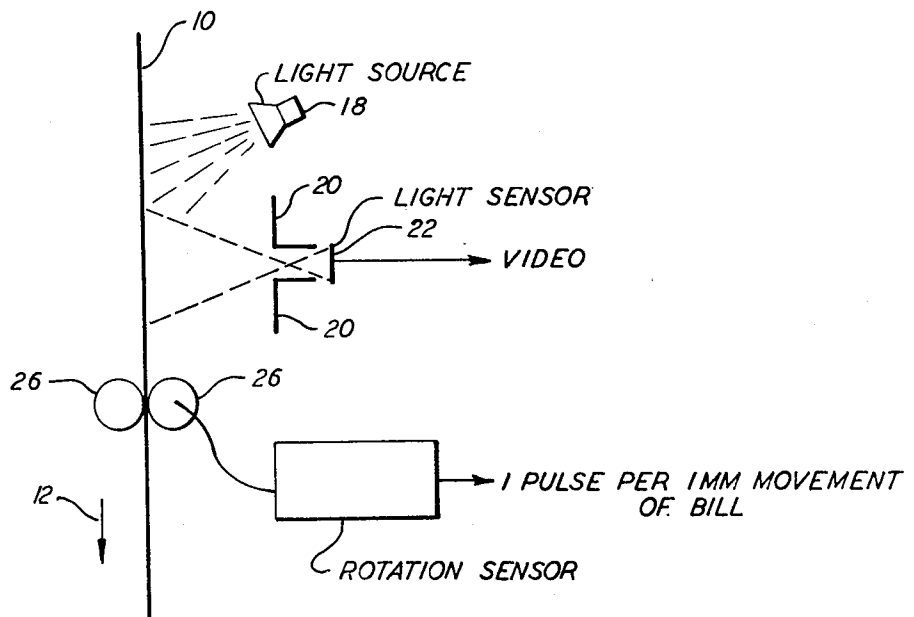 10
LIGHT SOURCE
18
20
LIGHT SENSOR
22
VIDEO
20
26
26
12
1 PULSE PER 1MM MOVEMENT
OF BILL
ROTATION SENSOR